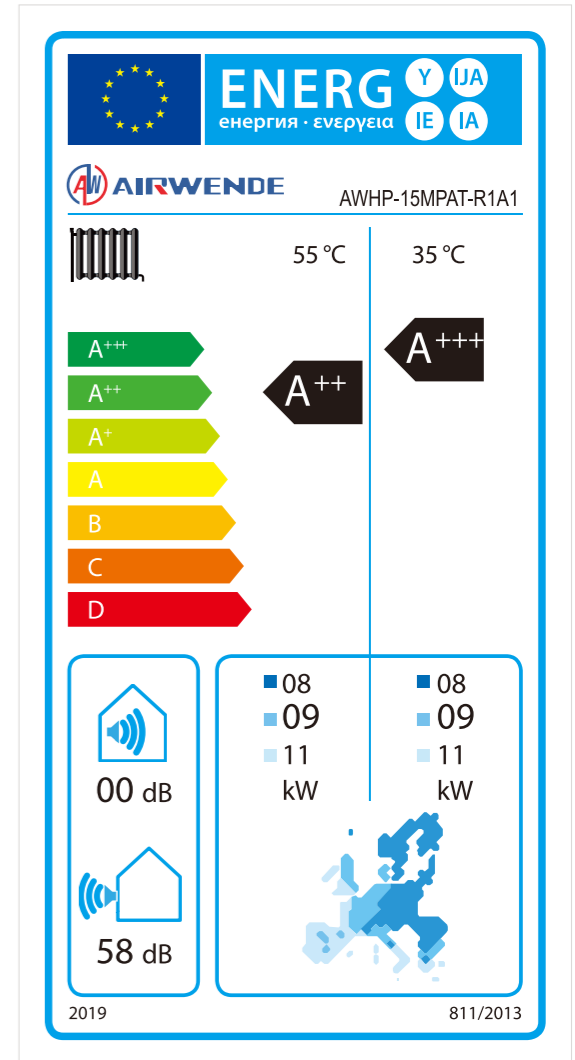 ENERG Y IJA
енергия · ενεργεια IE IA
AW AIRWENDE
AWHP-15MPAT-R1A1
55 °C 35 °C
A+++ A+++
A++ A++
A+
A
B
C
D
08 08
09 09
11 11
00 dB kW kW
58 dB
2019 811/2013